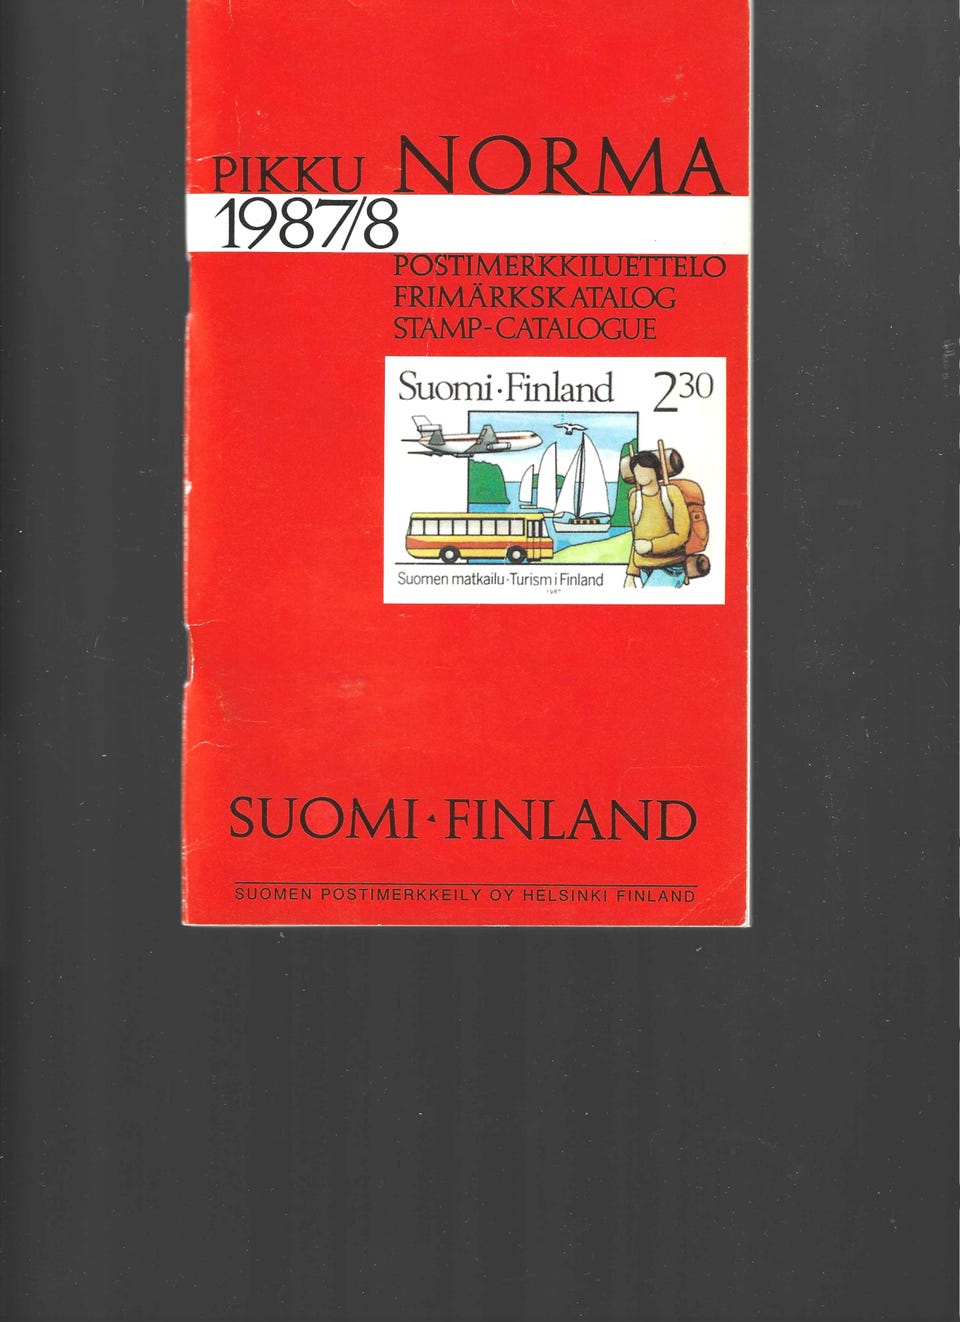 PIKKU NORMA
1987/8
POSTIMERKKILUETTELO
FRIMÄRKSKATALOG
STAMP-CATALOGUE
Suomi·Finland 2 30
Suomen matkailu·Turism i Finland
1987
SUOMI·FINLAND
SUOMEN POSTIMERKKEILY OY HELSINKI FINLAND